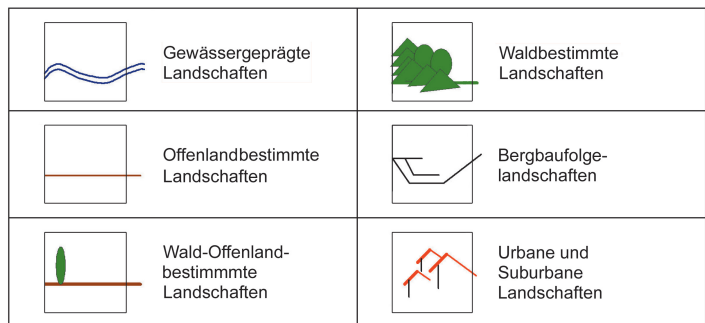 Gewässergeprägte
Landschaften
Waldbestimmte
Landschaften
Offenlandbestimmte
Landschaften
Bergbaufolge-
landschaften
Wald-Offenland-
bestimmmte
Landschaften
Urbane und
Suburbane
Landschaften